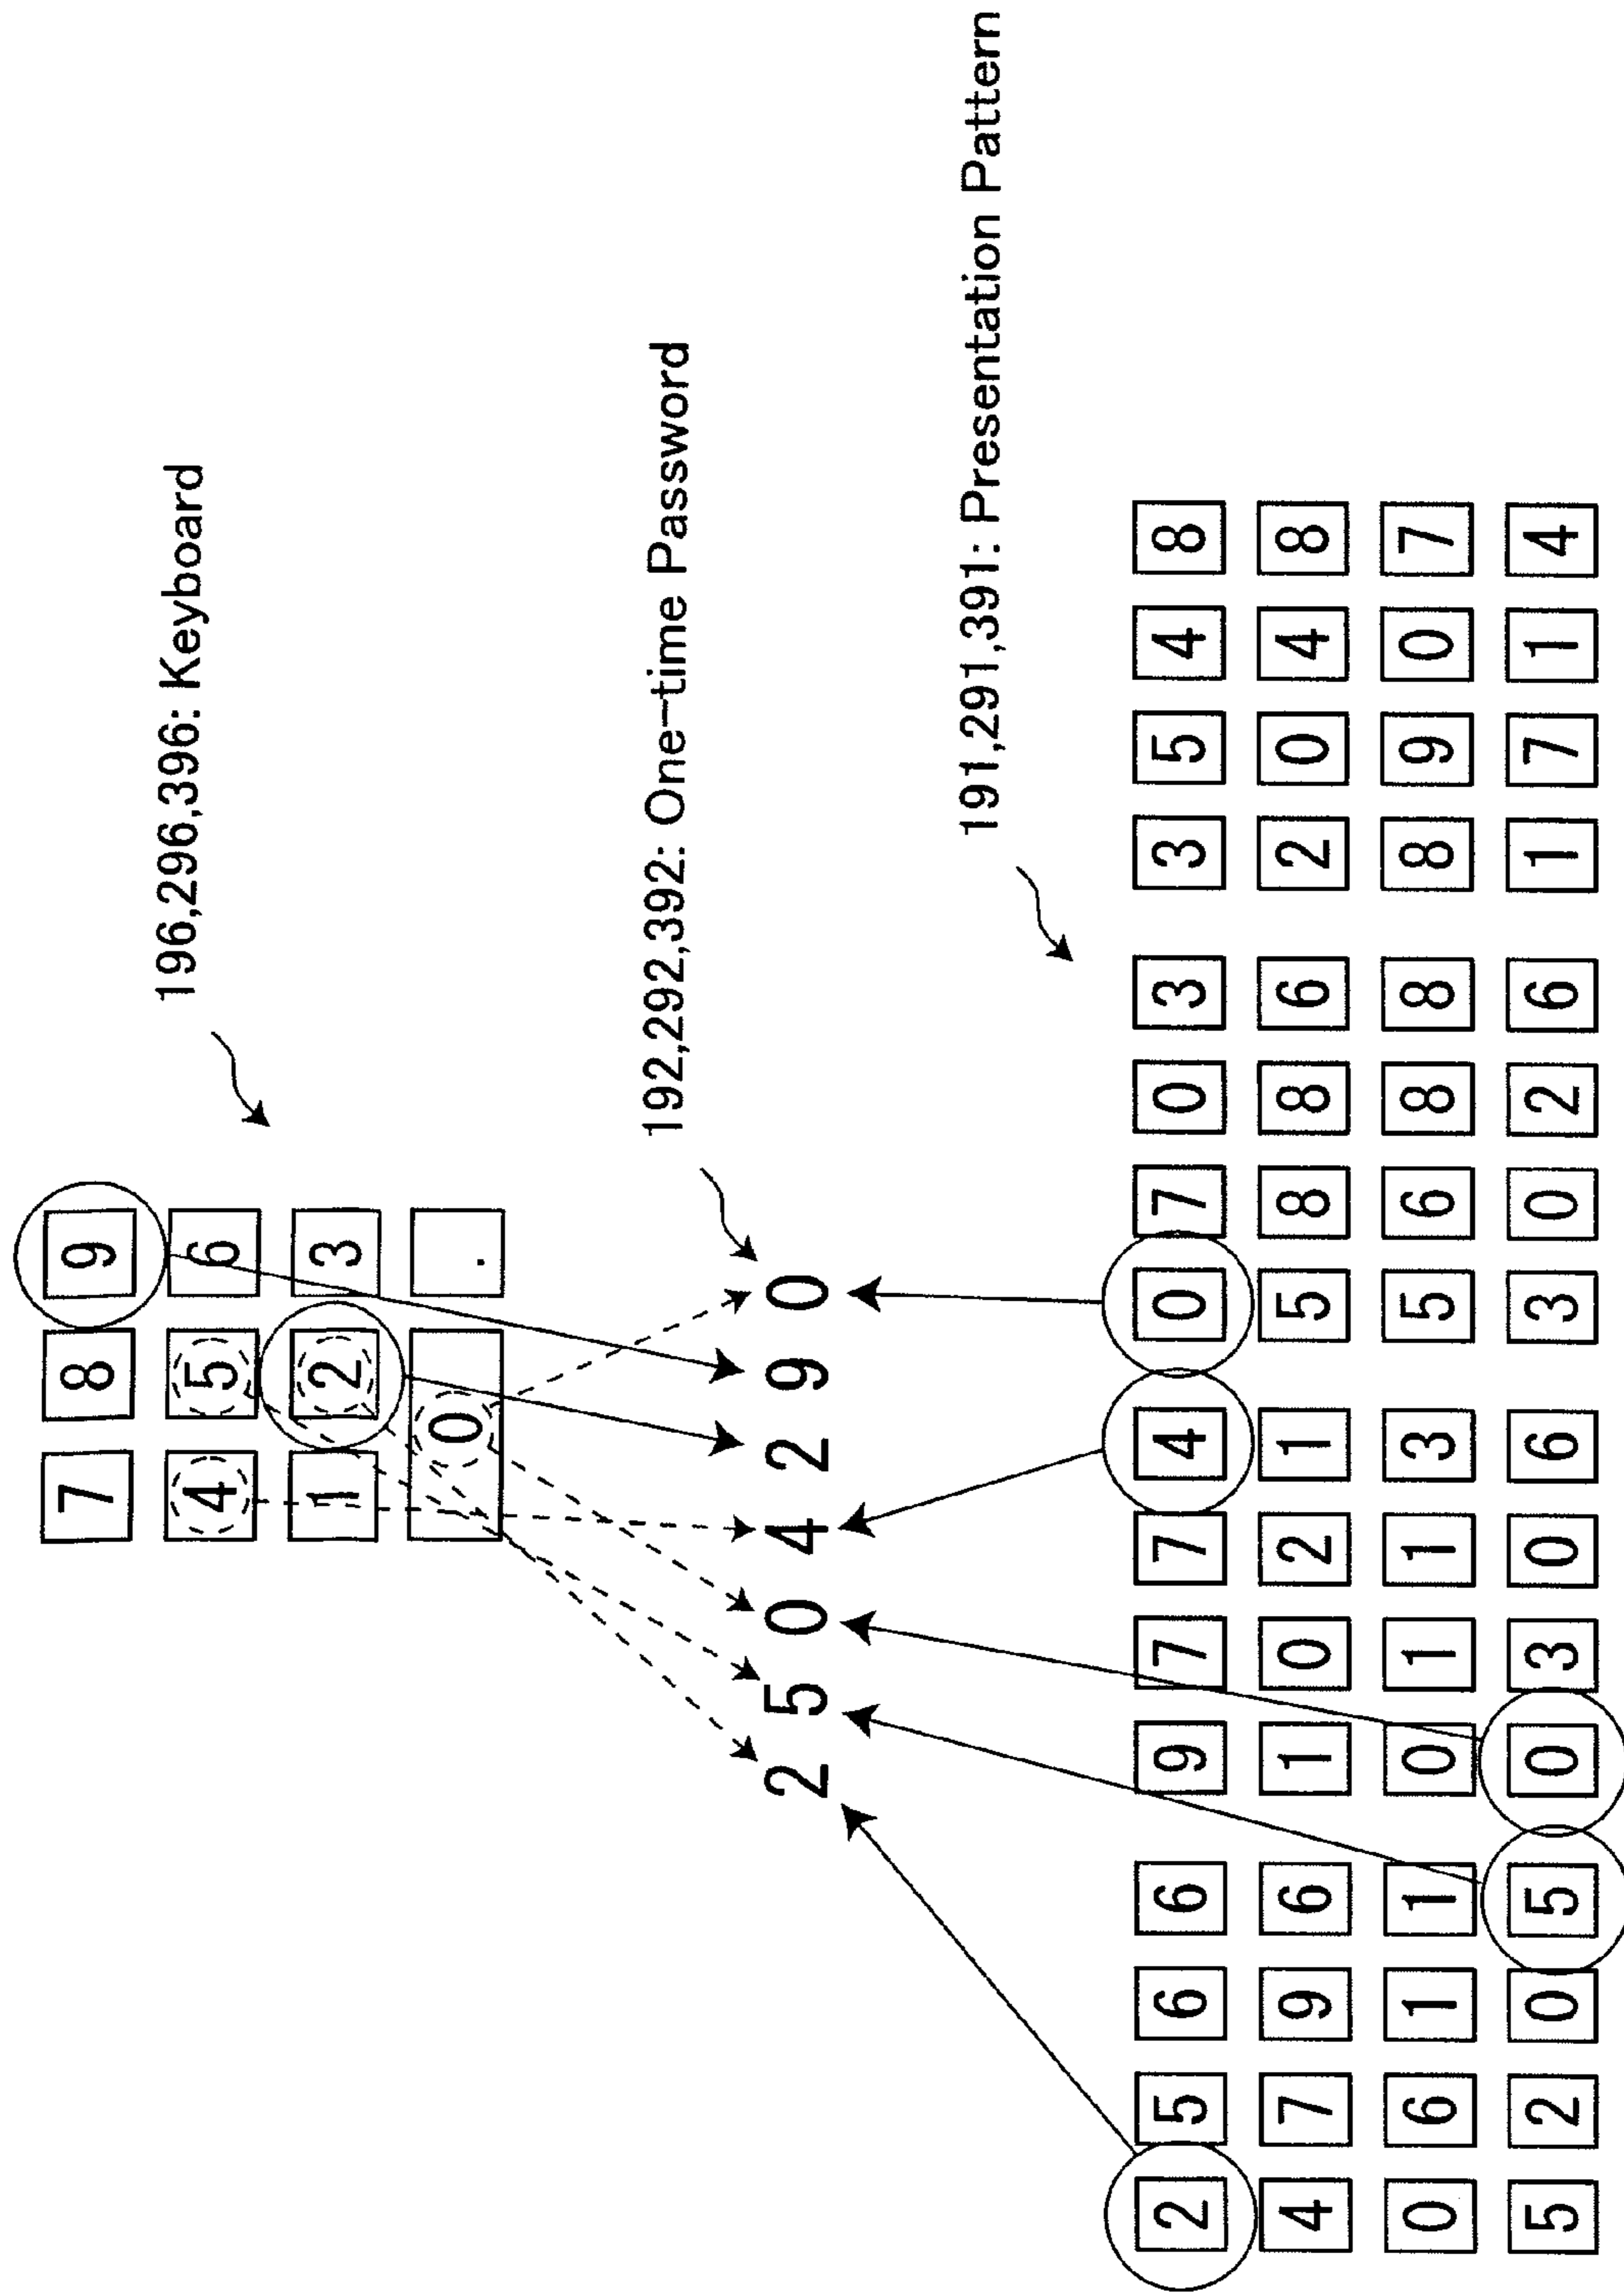 7 8 9
196,296,396: Keyboard
4 5 6
1 2 3
0 .
192,292,392: One-time Password
2 5 0 4 2 9 0
191,291,391: Presentation Pattern
2 5 6 6 9 7 7 4 0 7 0 3 3 5 4 8
4 7 9 6 1 0 2 1 5 8 8 6 2 0 4 8
0 6 1 1 0 1 1 3 5 6 8 8 8 9 0 7
5 2 0 5 0 3 0 6 3 0 2 6 1 7 1 4